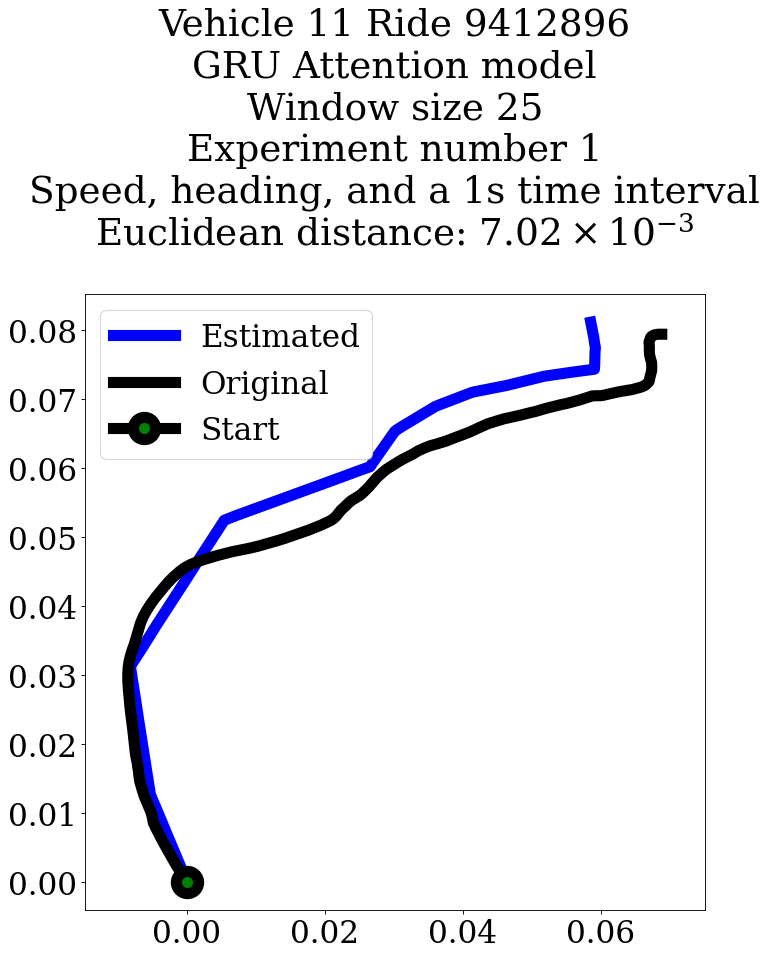 Vehicle 11 Ride 9412896
GRU Attention model
Window size 25
Experiment number 1
Speed, heading, and a 1s time interval
Euclidean distance: 7.02 × 10⁻³
Estimated
Original
Start
0.08
0.07
0.06
0.05
0.04
0.03
0.02
0.01
0.00
0.00 0.02 0.04 0.06